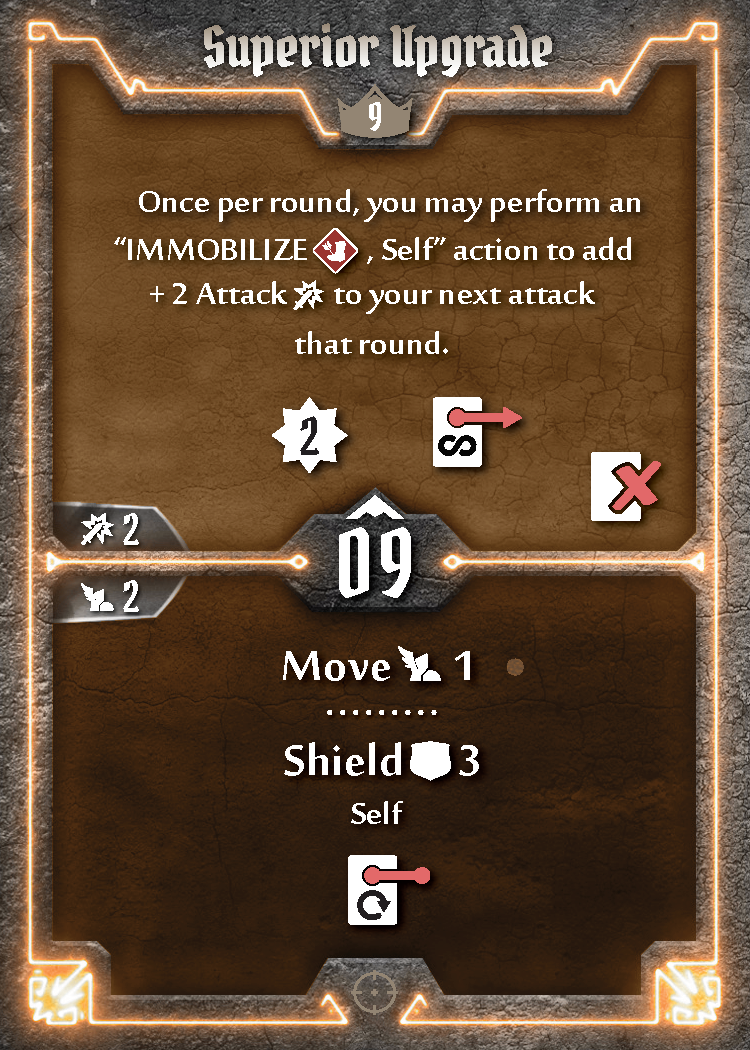 Superior Upgrade
9
Once per round, you may perform an
“IMMOBILIZE , Self” action to add
+ 2 Attack to your next attack
that round.
2
2
09
2
Move 1
Shield 3
Self